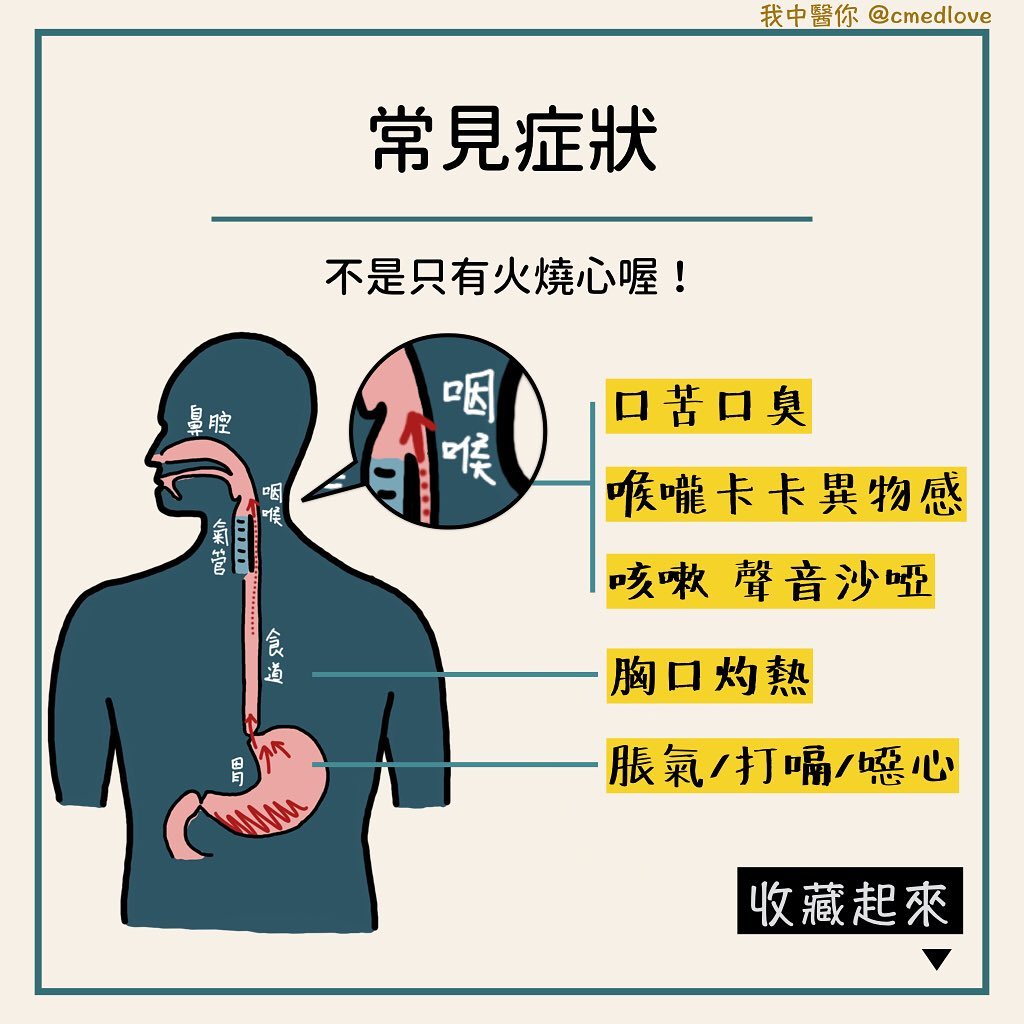 我中醫你 @cmedlove
常見症狀
不是只有火燒心喔！
鼻腔
咽喉
氣管
食道
胃
咽喉
口苦口臭
喉嚨卡卡異物感
咳嗽 聲音沙啞
胸口灼熱
脹氣/打嗝/噁心
收藏起來